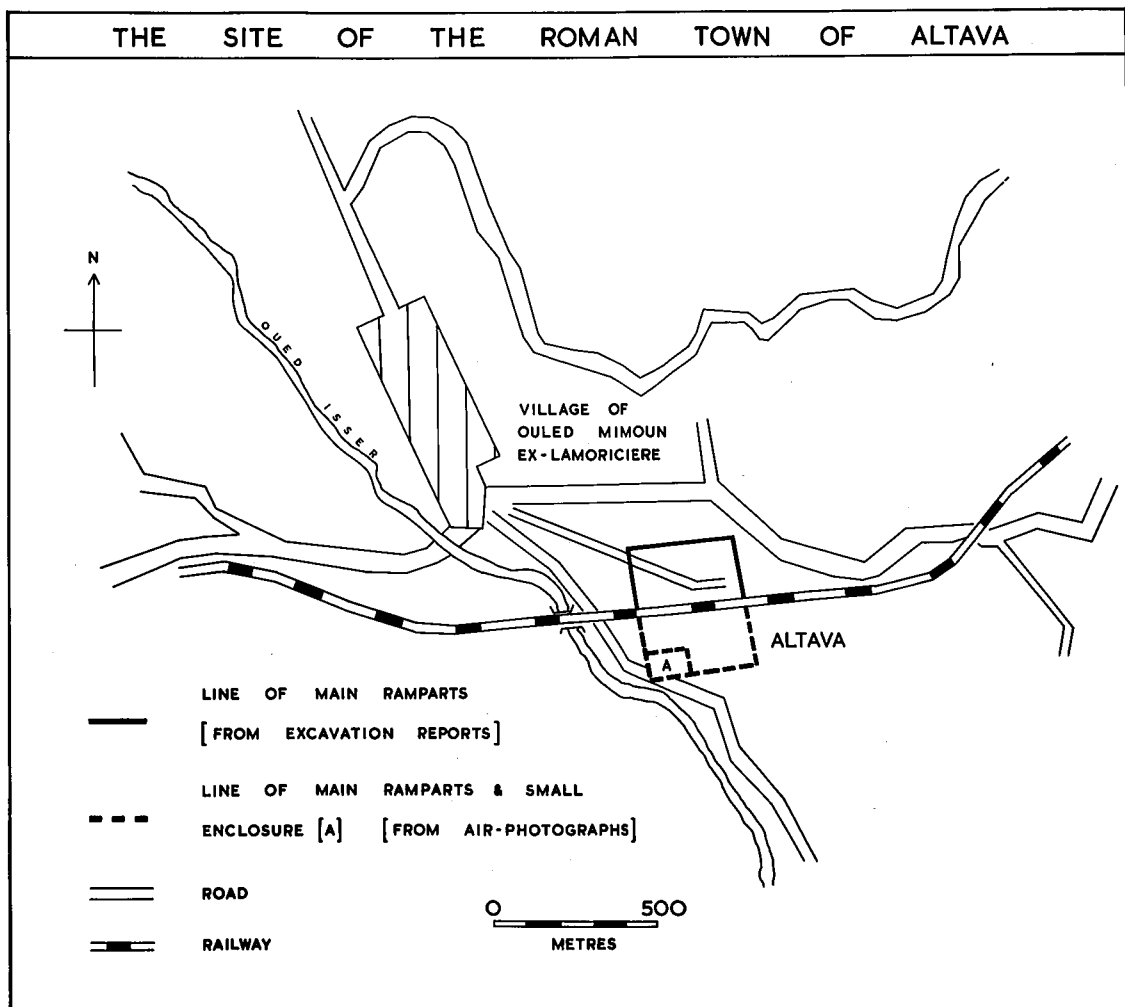 THE SITE OF THE ROMAN TOWN OF ALTAVA
N
OUED ISSER
VILLAGE OF
OULED MIMOUN
EX-LAMORICIERE
ALTAVA
A
LINE OF MAIN RAMPARTS
[FROM EXCAVATION REPORTS]
LINE OF MAIN RAMPARTS & SMALL
ENCLOSURE [A] [FROM AIR-PHOTOGRAPHS]
ROAD
RAILWAY
0 500
METRES